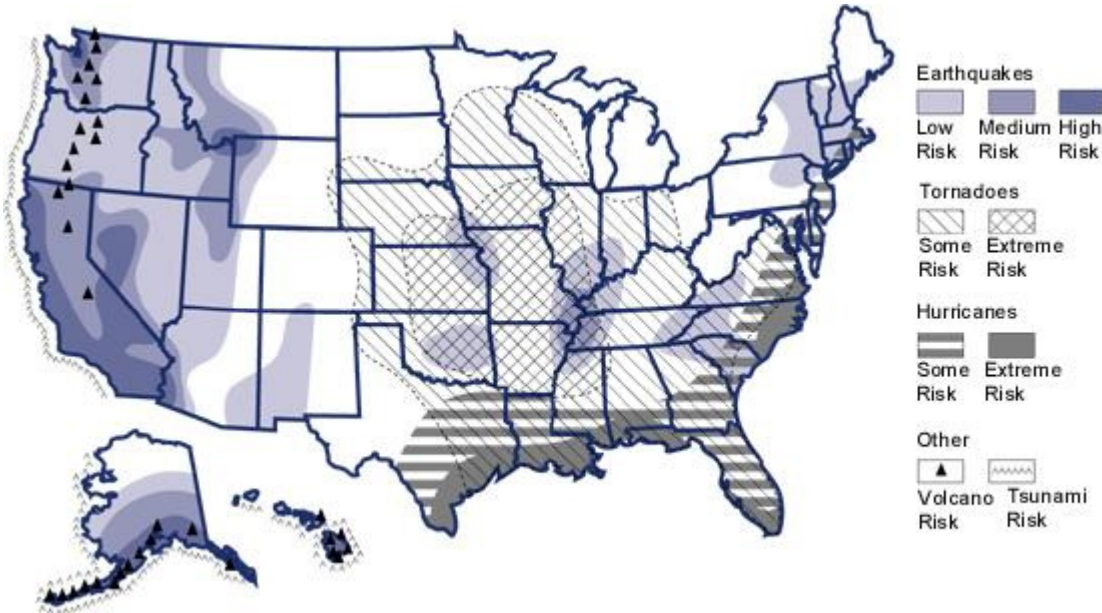 Earthquakes
Low Medium High
Risk Risk Risk
Tornadoes
Some Extreme
Risk Risk
Hurricanes
Some Extreme
Risk Risk
Other
Volcano Tsunami
Risk Risk